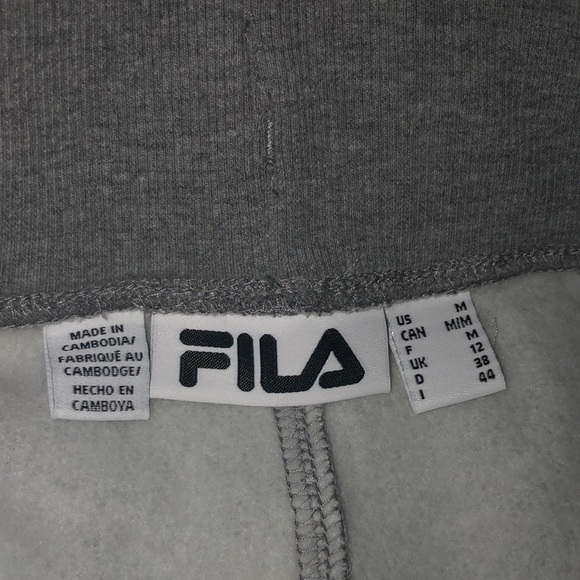 MADE IN
CAMBODIA/
FABRIQUÉ AU
CAMBODGE/
HECHO EN
CAMBOYA
FILA
US M
CAN M/M
F M
UK 12
D 38
I 44